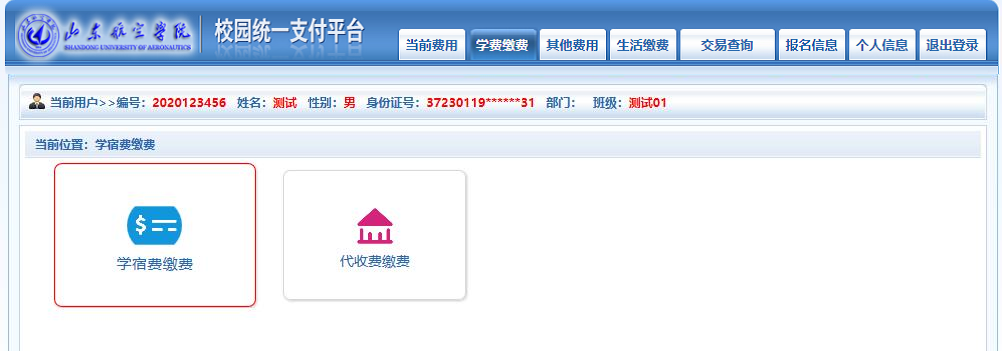 山东航空学院 校园统一支付平台
SHANDONG UNIVERSITY OF AERONAUTICS
当前费用 学费缴费 其他费用 生活缴费 交易查询 报名信息 个人信息 退出登录
当前用户>>编号：2020123456 姓名：测试 性别：男 身份证号：37230119******31 部门： 班级：测试01
当前位置：学宿费缴费
学宿费缴费 代收费缴费